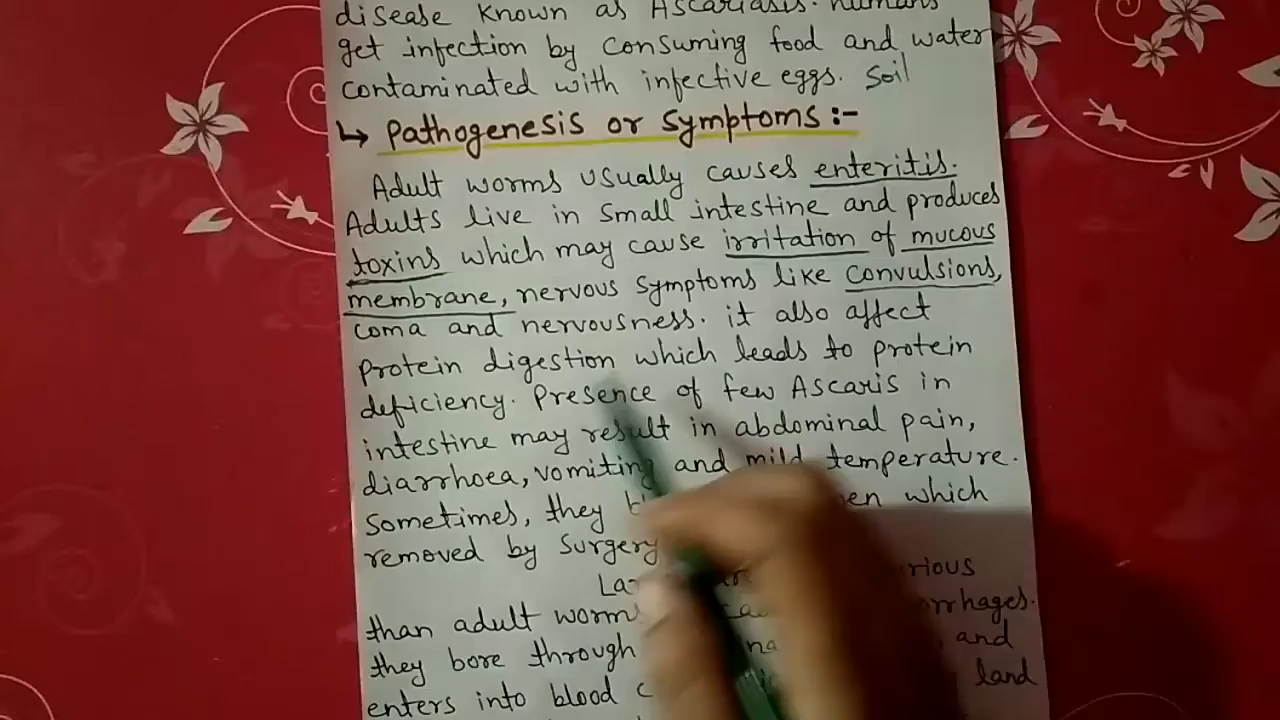 disease known as Ascariasis. Humans
get infection by consuming food and water
contaminated with infective eggs. Soil
↳ Pathogenesis or Symptoms :-
Adult worms usually causes enteritis.
Adults live in small intestine and produces
toxins which may cause irritation of mucous
membrane, nervous symptoms like convulsions,
coma and nervousness. it also affect
protein digestion which leads to protein
deficiency. Presence of few Ascaris in
intestine may result in abdominal pain,
diarrhoea, vomiting and mild temperature.
Sometimes, they which
removed by Surgery
than adult worms
they bore through and
enters into blood land